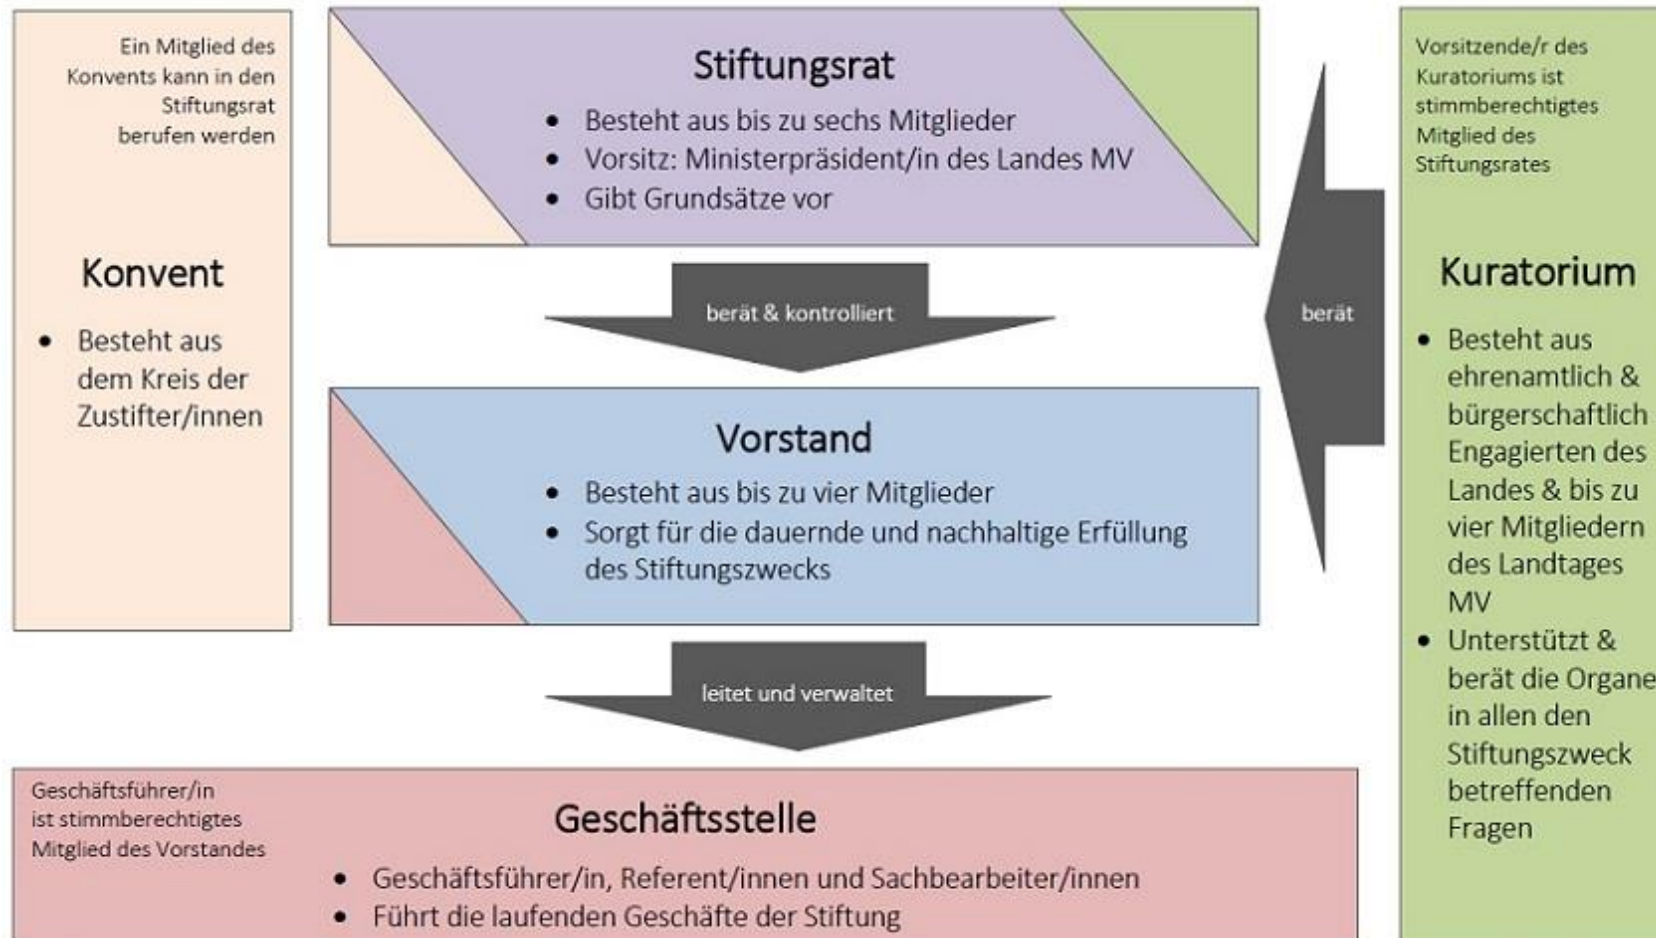 Ein Mitglied des
Konvents kann in den
Stiftungsrat
berufen werden
Konvent
• Besteht aus
dem Kreis der
Zustifter/innen
Stiftungsrat
• Besteht aus bis zu sechs Mitglieder
• Vorsitz: Ministerpräsident/in des Landes MV
• Gibt Grundsätze vor
berät & kontrolliert
Vorstand
• Besteht aus bis zu vier Mitglieder
• Sorgt für die dauernde und nachhaltige Erfüllung
des Stiftungszwecks
leitet und verwaltet
berät
Vorsitzende/r des
Kuratoriums ist
stimmberechtigtes
Mitglied des
Stiftungsrates
Kuratorium
• Besteht aus
ehrenamtlich &
bürgerschaftlich
Engagierten des
Landes & bis zu
vier Mitgliedern
des Landtages
MV
• Unterstützt &
berät die Organe
in allen den
Stiftungszweck
betreffenden
Fragen
Geschäftsführer/in
ist stimmberechtigtes
Mitglied des Vorstandes
Geschäftsstelle
• Geschäftsführer/in, Referent/innen und Sachbearbeiter/innen
• Führt die laufenden Geschäfte der Stiftung